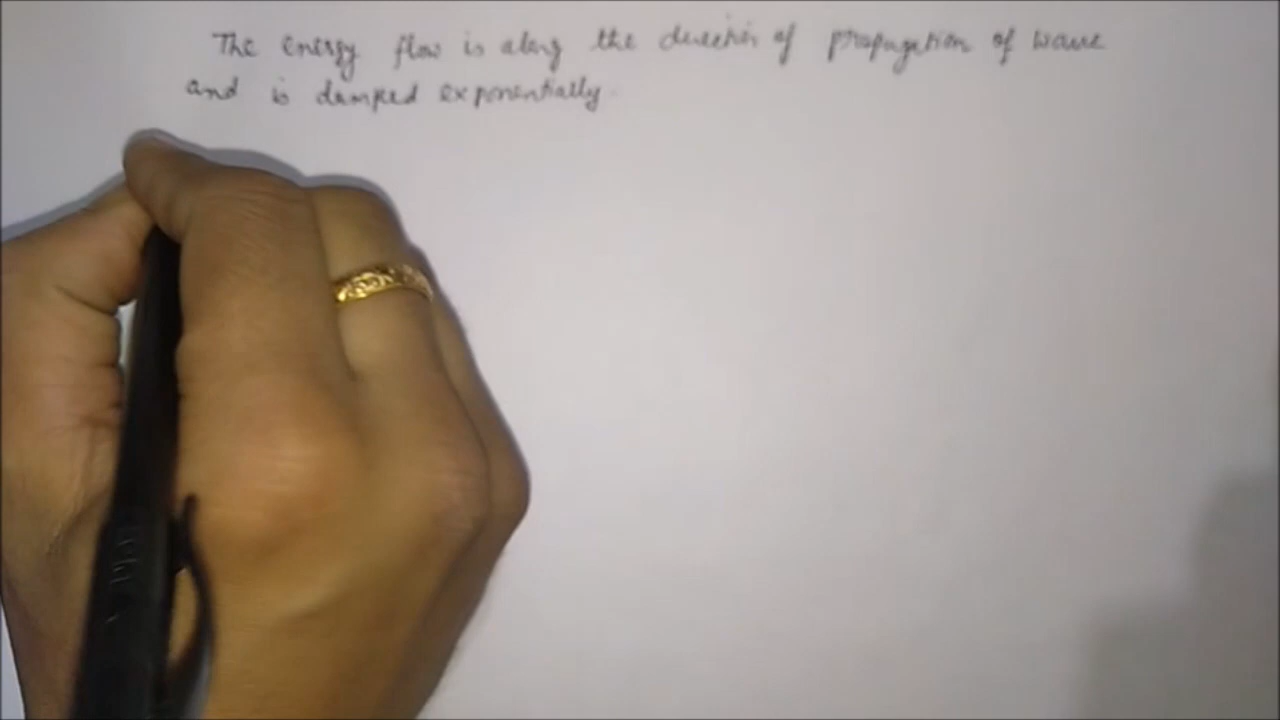 The energy flow is along the direction of propagation of wave
and is damped exponentially.